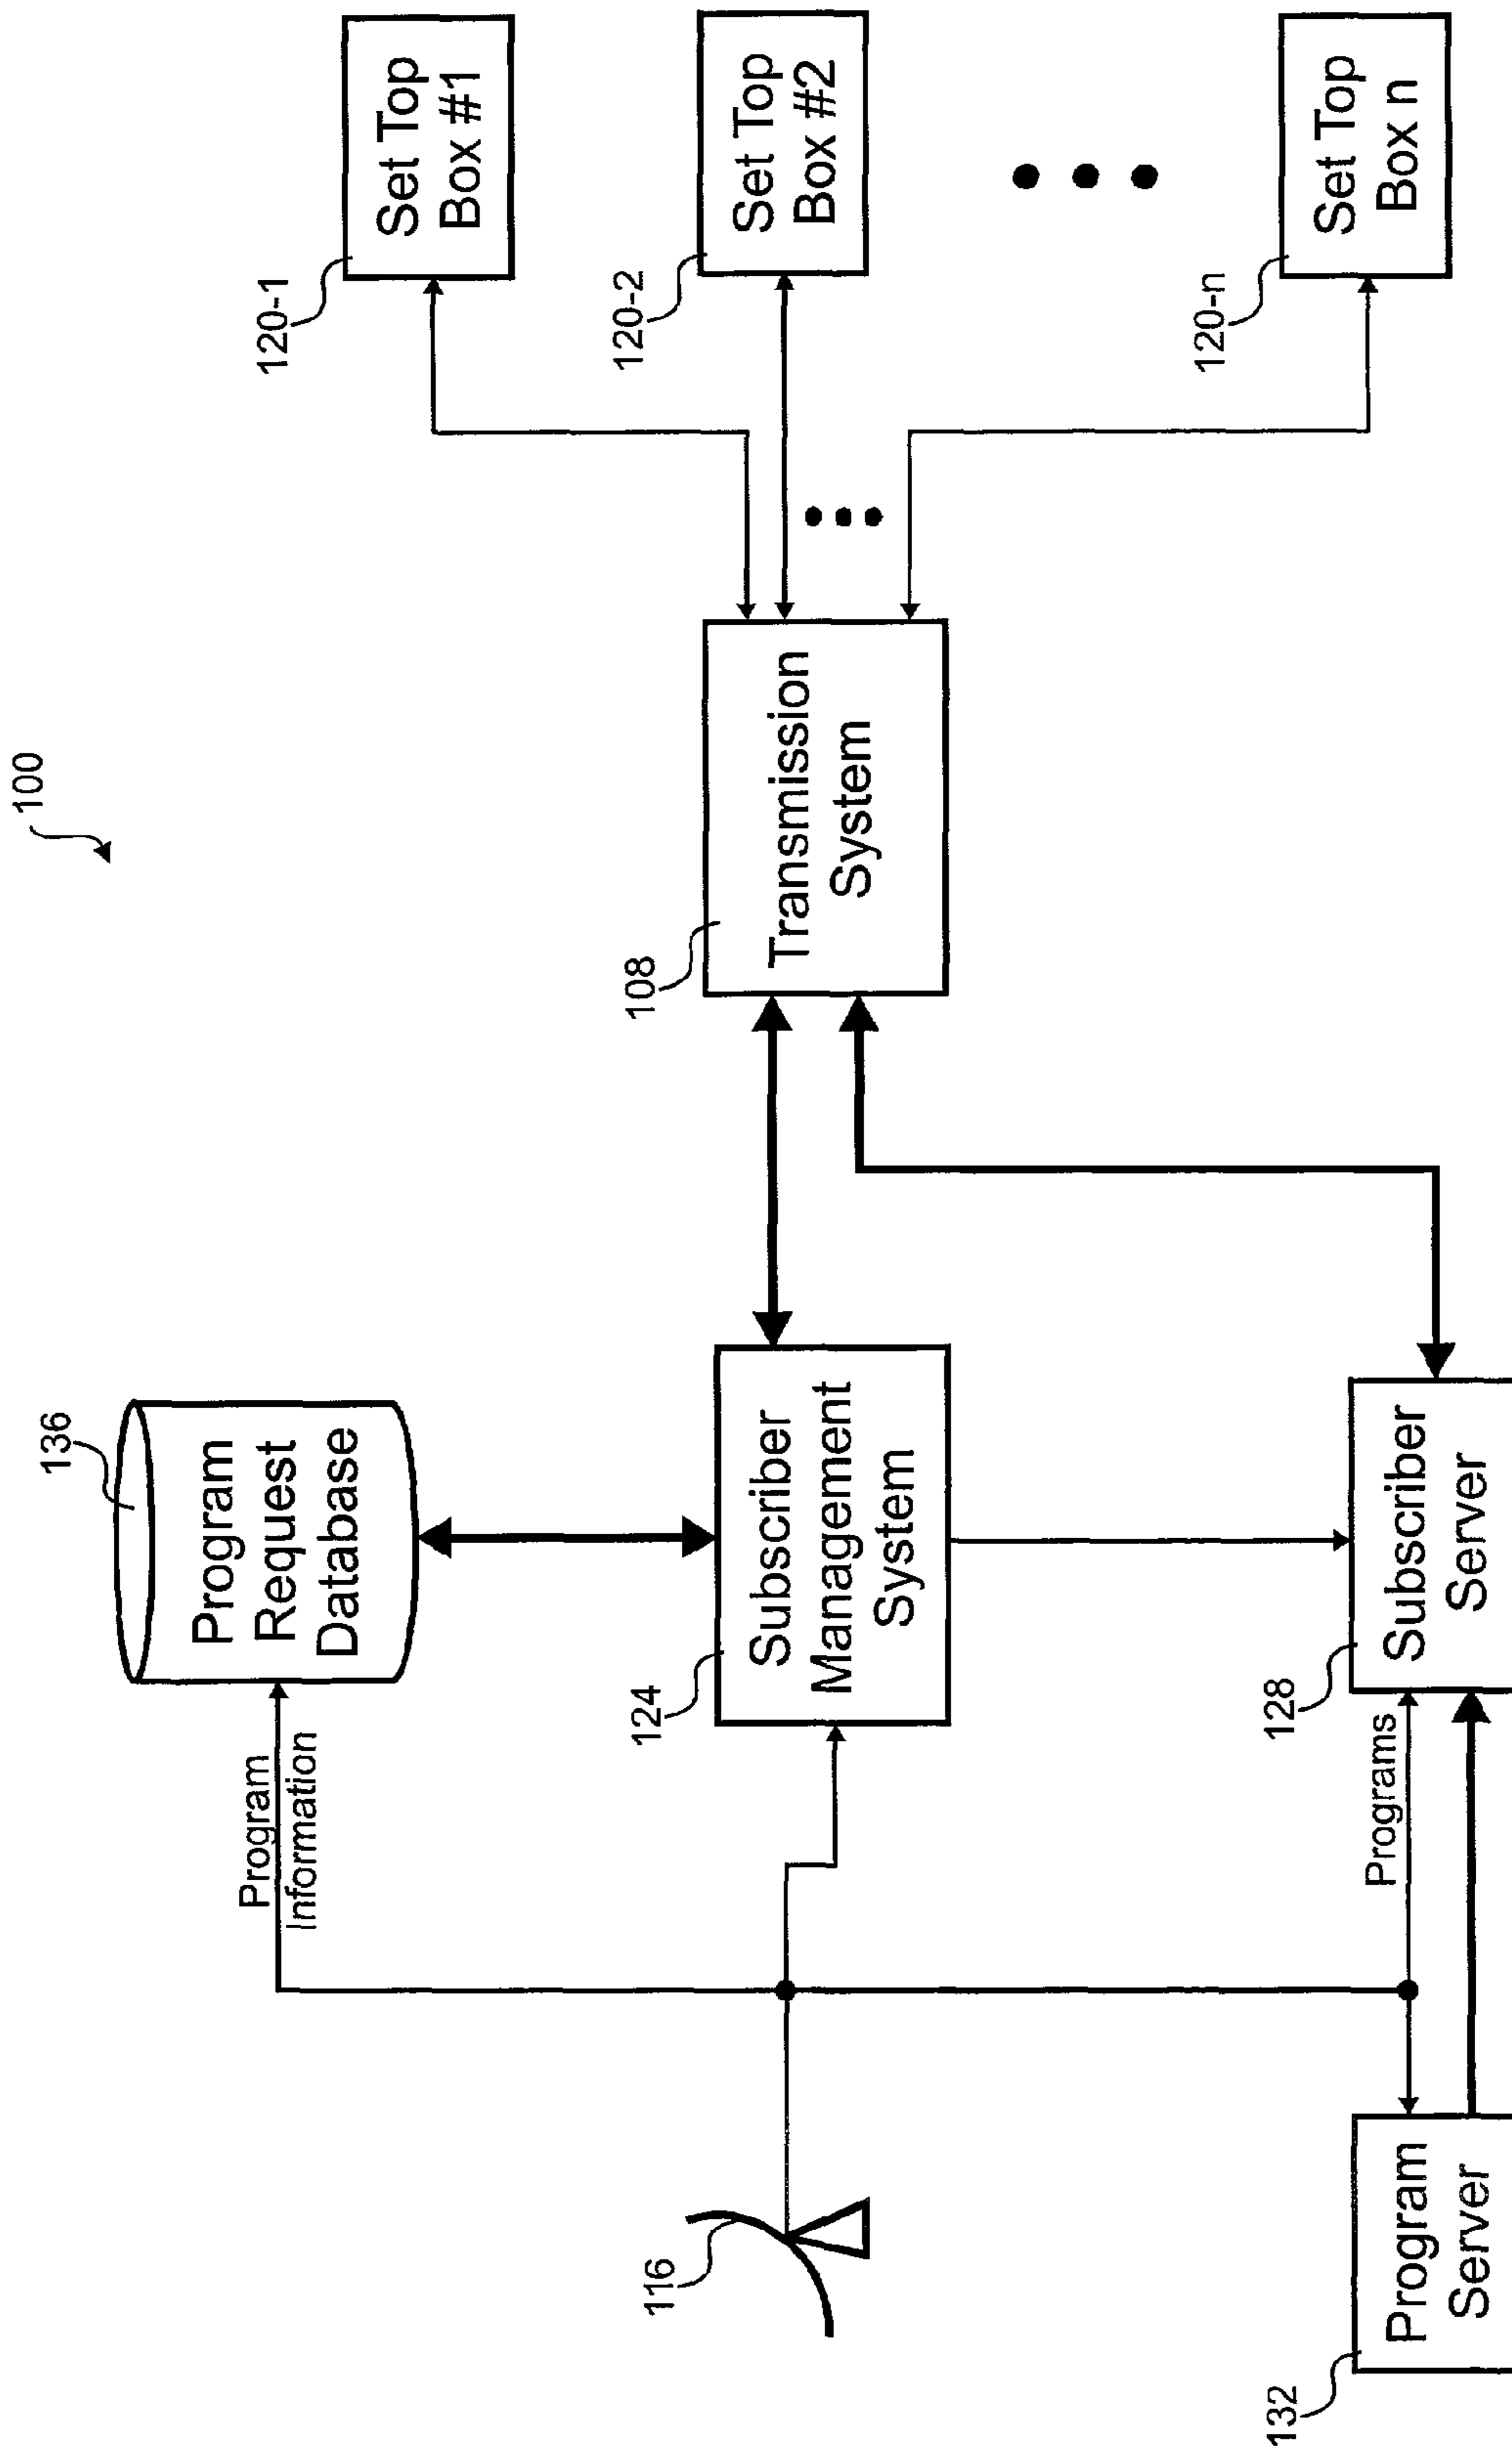 100
136
Program
Request
Database
Program
Information
120-1
Set Top
Box #1
116
124
Subscriber
Management
System
108
Transmission
System
120-2
Set Top
Box #2
132
Program
Server
Programs
128
Subscriber
Server
120-n
Set Top
Box n